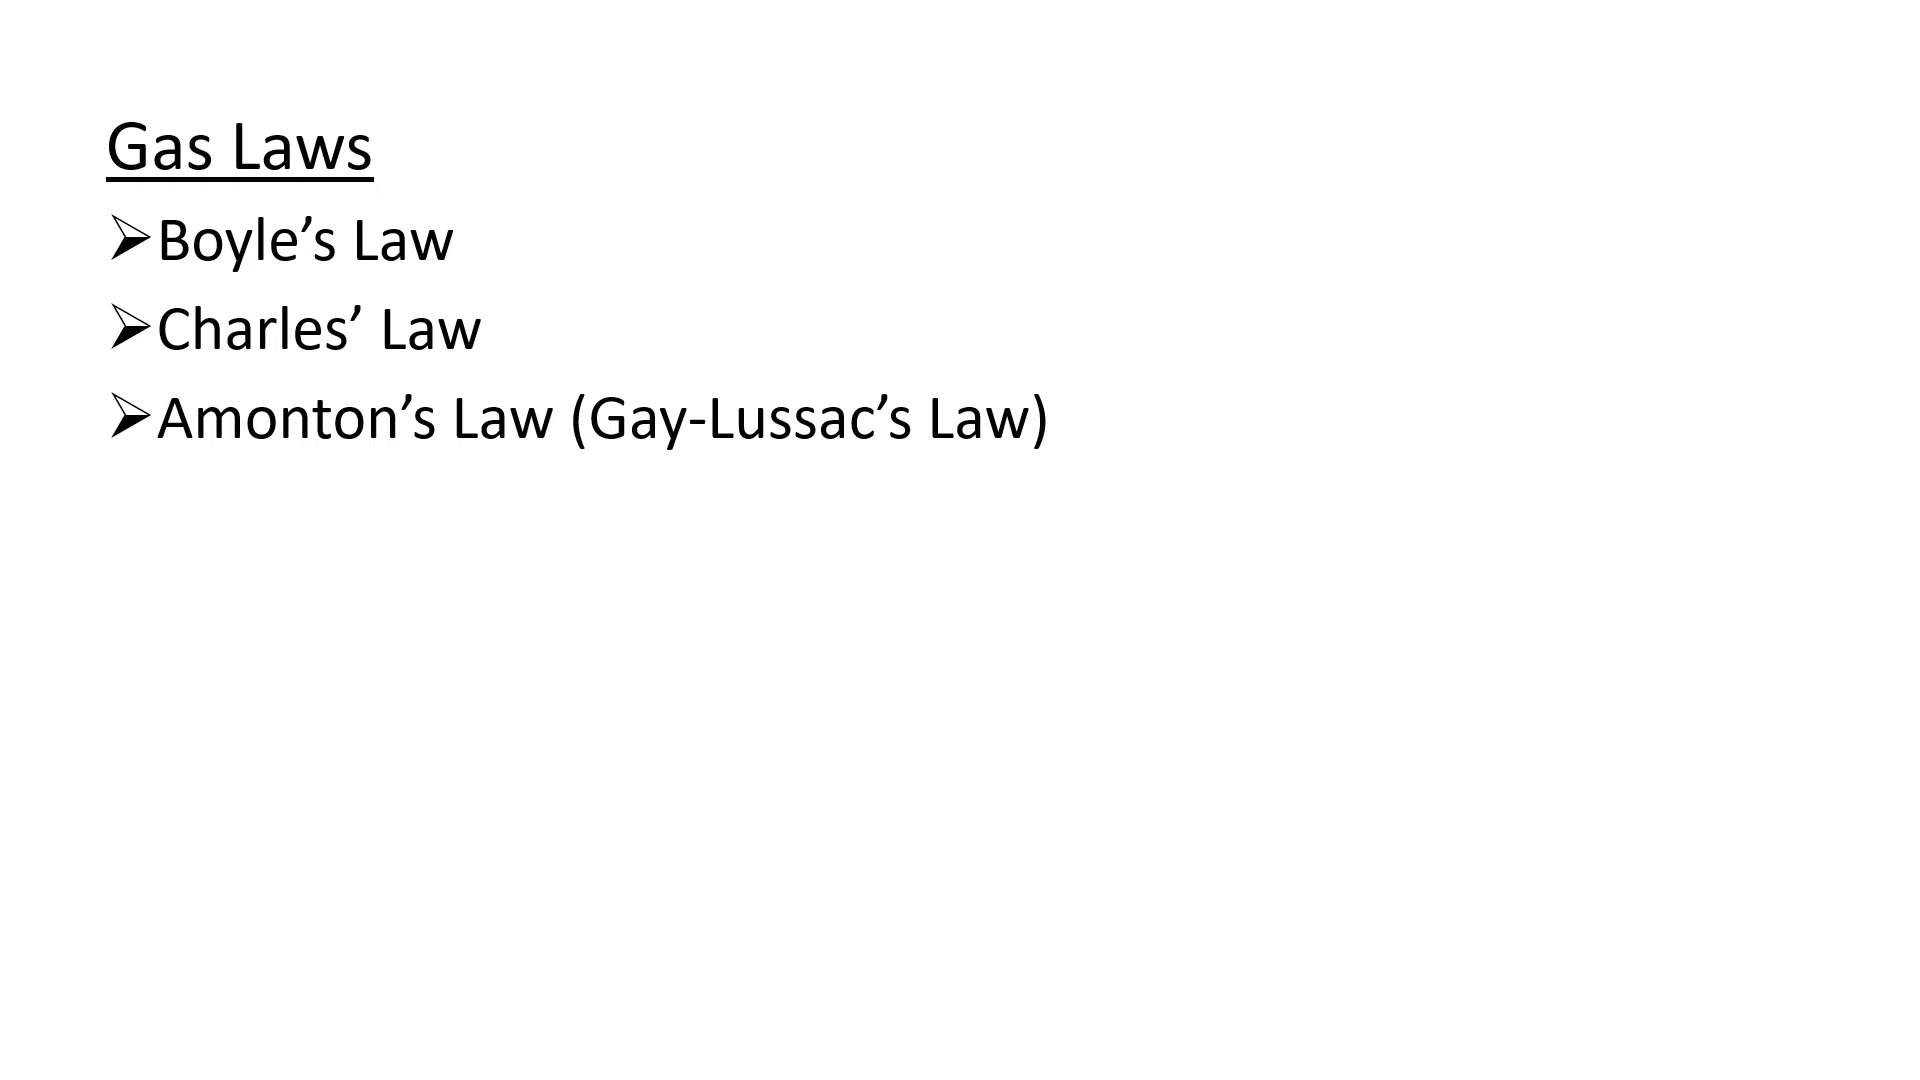 Gas Laws
➢Boyle’s Law
➢Charles’ Law
➢Amonton’s Law (Gay-Lussac’s Law)